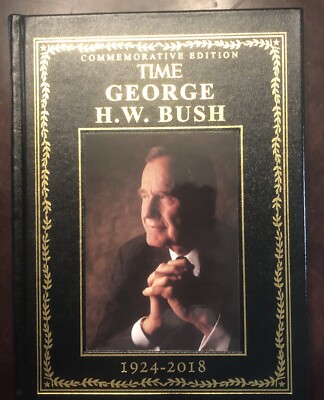 COMMEMORATIVE EDITION
TIME
GEORGE
H.W. BUSH
1924-2018